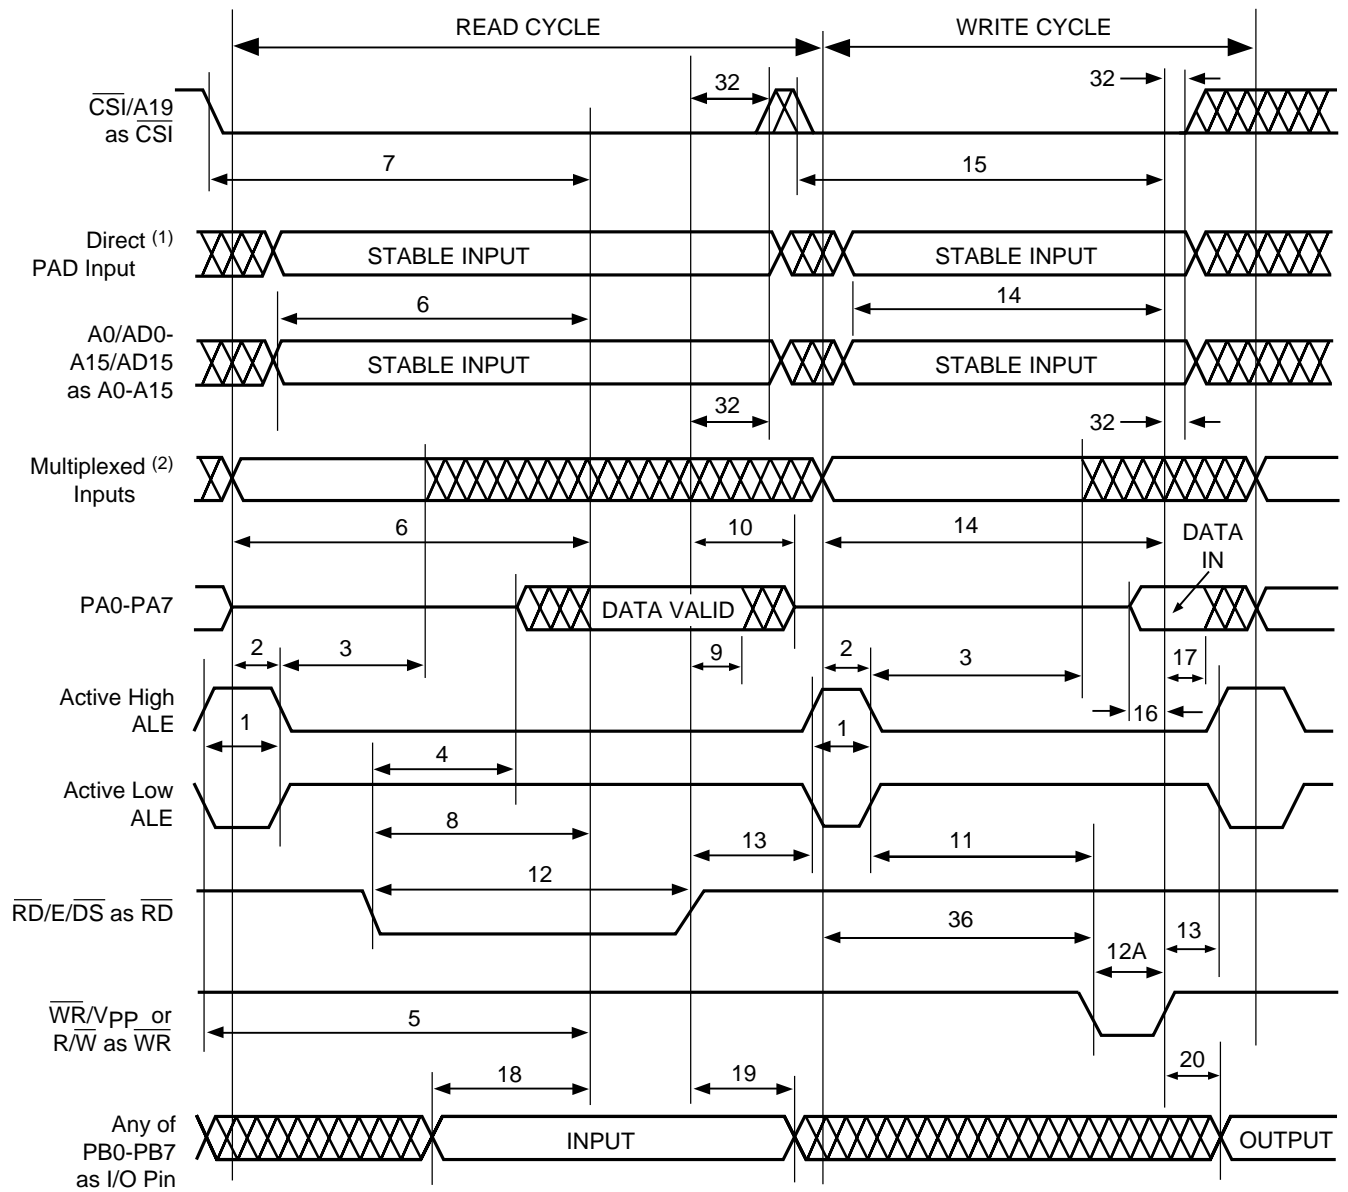 READ CYCLE
WRITE CYCLE
32
32
CSI/A19
as CSI
7
15
Direct (1)
PAD Input
STABLE INPUT
STABLE INPUT
6
14
A0/AD0-
A15/AD15
as A0-A15
STABLE INPUT
STABLE INPUT
32
32
Multiplexed (2)
Inputs
6
10
14
DATA
IN
PA0-PA7
DATA VALID
2
3
9
2
3
17
Active High
ALE
1
1
16
4
Active Low
ALE
8
13
11
12
RD/E/DS as RD
36
13
12A
WR/VPP or
R/W as WR
5
18
19
20
Any of
PB0-PB7
as I/O Pin
INPUT
OUTPUT